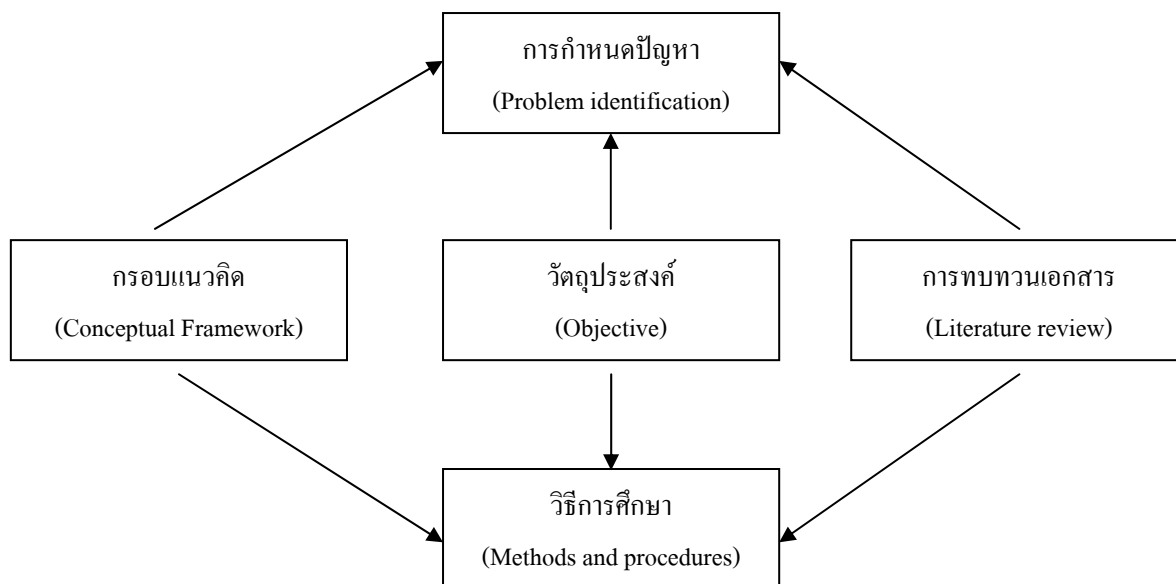 การกำหนดปัญหา
(Problem identification)
กรอบแนวคิด
(Conceptual Framework)
วัตถุประสงค์
(Objective)
การทบทวนเอกสาร
(Literature review)
วิธีการศึกษา
(Methods and procedures)